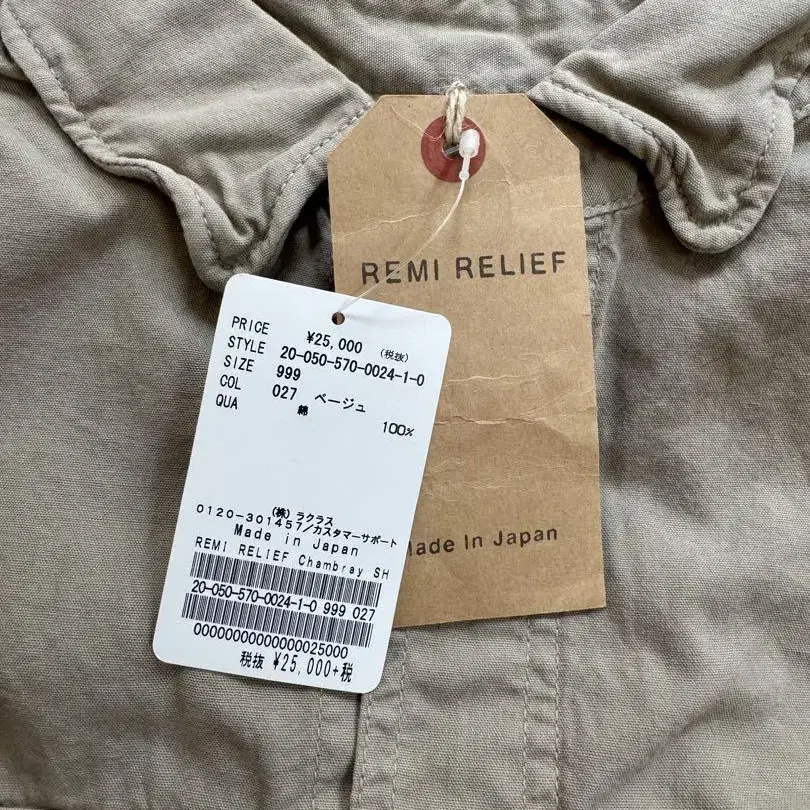 REMI RELIEF
Made In Japan
PRICE ¥25,000 (税抜)
STYLE 20-050-570-0024-1-0
SIZE 999
COL 027 ベージュ
QUA 綿 100%
(株) ラクラス
0120-301457/カスタマーサポート
Made in Japan
REMI RELIEF Chambray SH
20-050-570-0024-1-0 999 027
0000000000000000025000
税抜 ¥25,000+税